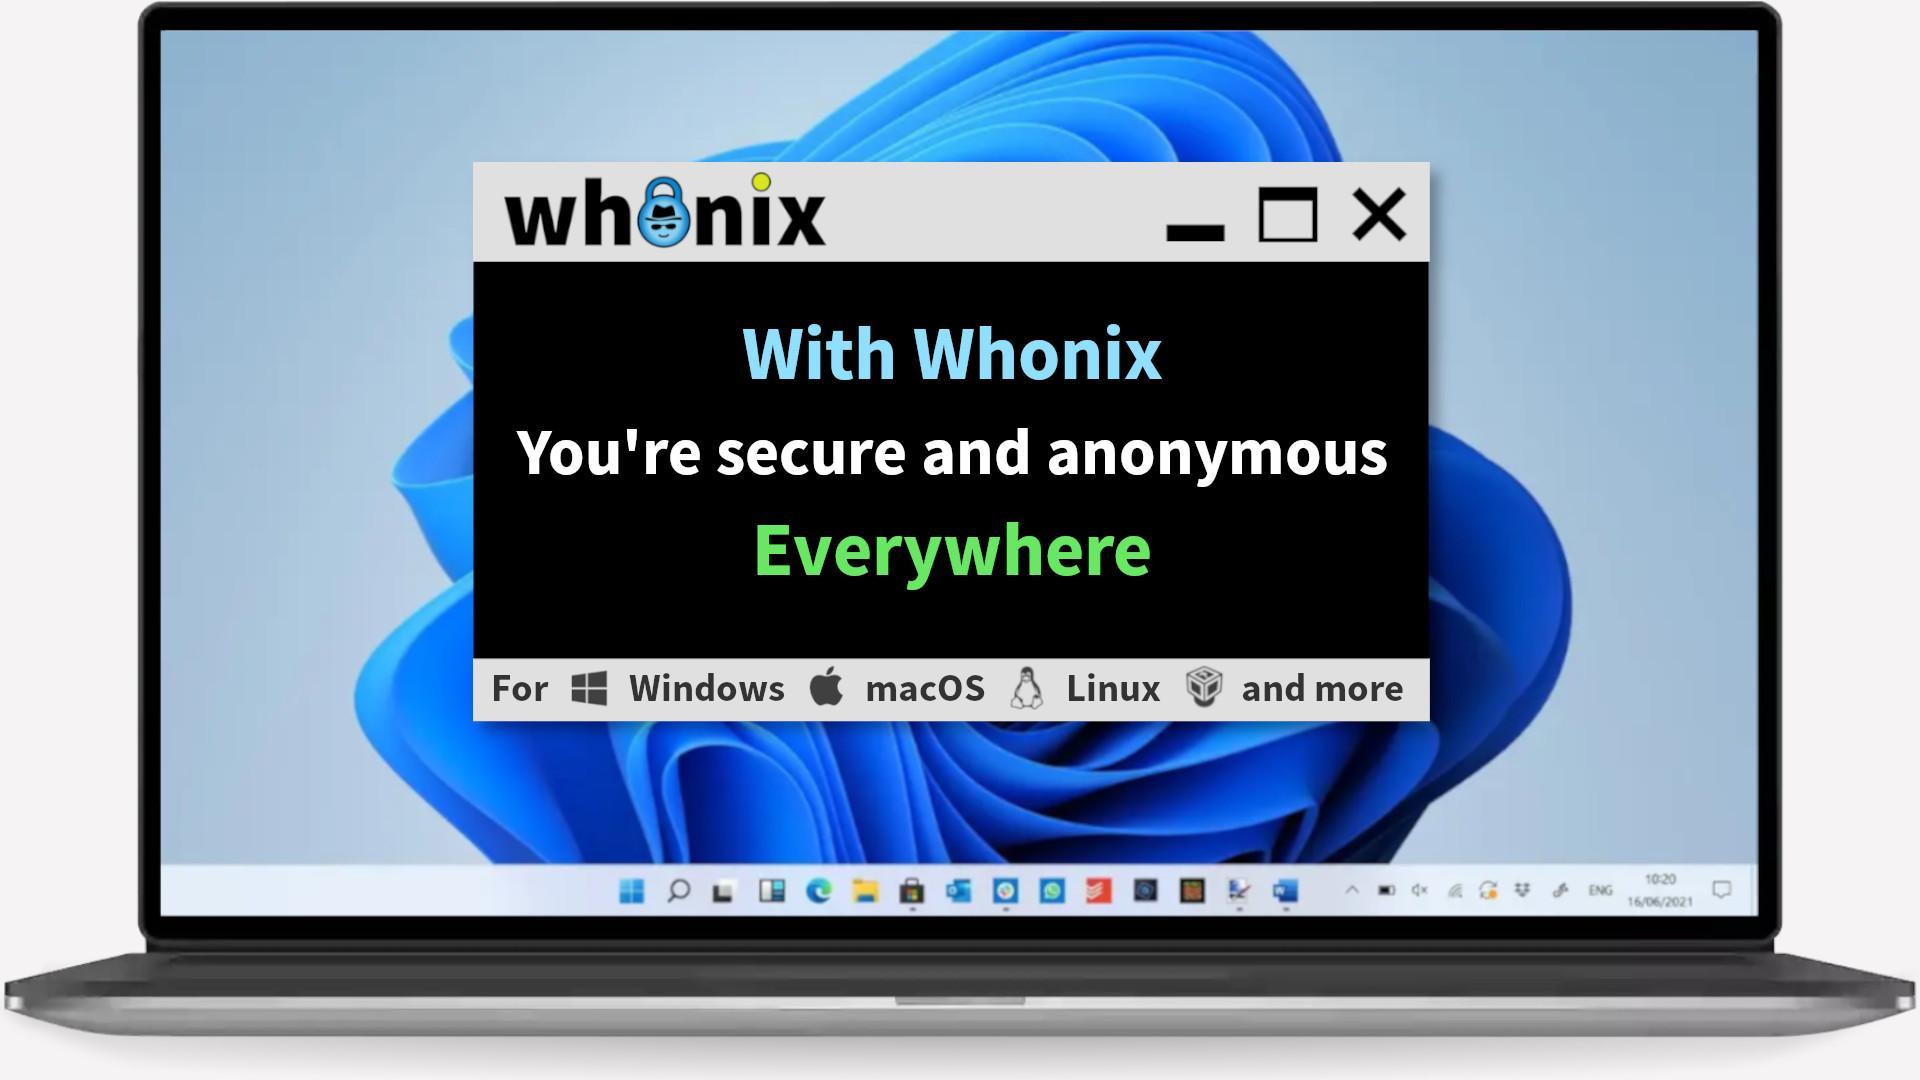 whonix
With Whonix
You're secure and anonymous
Everywhere
For Windows macOS Linux and more
ENG
10:20
16/06/2021